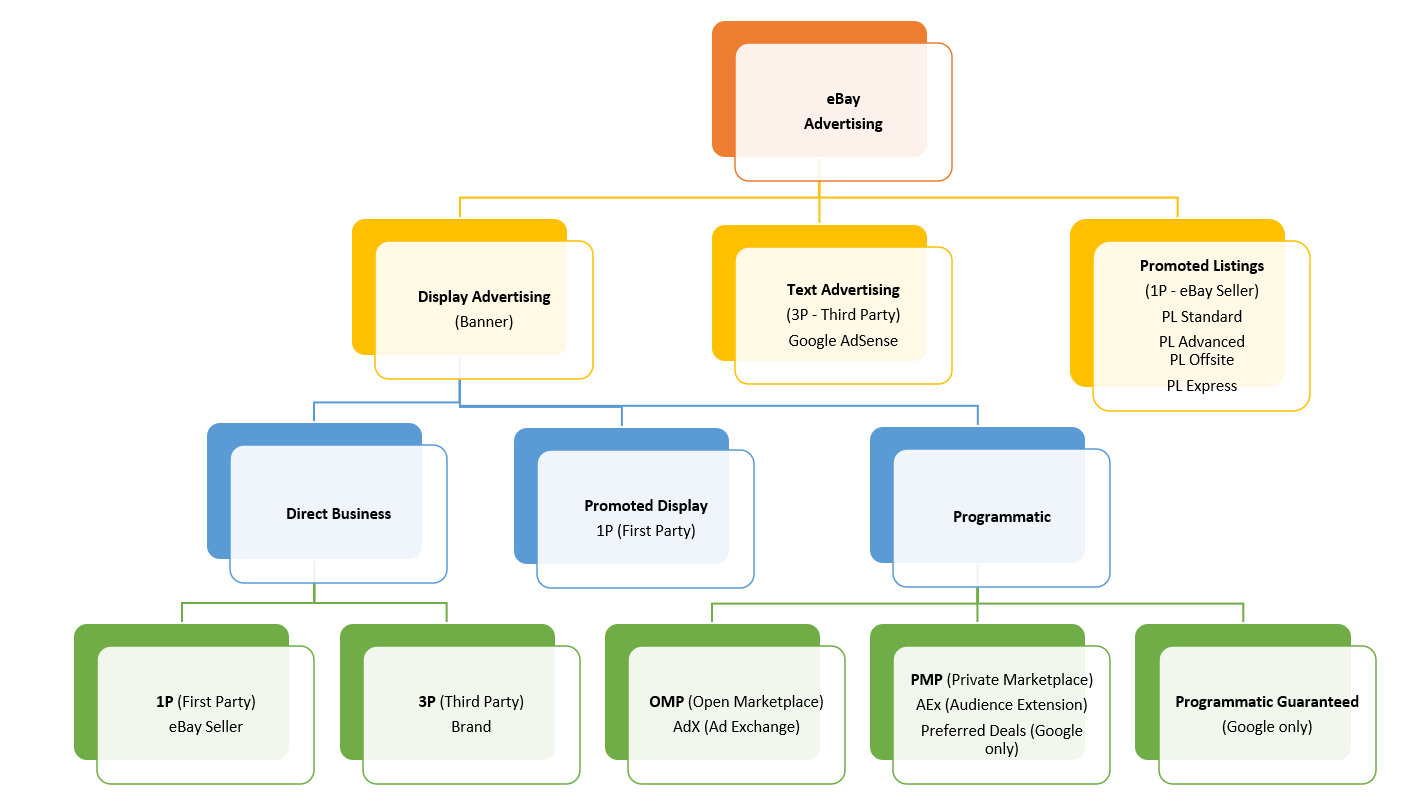 eBay
Advertising
Display Advertising
(Banner)
Text Advertising
(3P - Third Party)
Google AdSense
Promoted Listings
(1P - eBay Seller)
PL Standard
PL Advanced
PL Offsite
PL Express
Direct Business
Promoted Display
1P (First Party)
Programmatic
1P (First Party)
eBay Seller
3P (Third Party)
Brand
OMP (Open Marketplace)
AdX (Ad Exchange)
PMP (Private Marketplace)
AEx (Audience Extension)
Preferred Deals (Google
only)
Programmatic Guaranteed
(Google only)